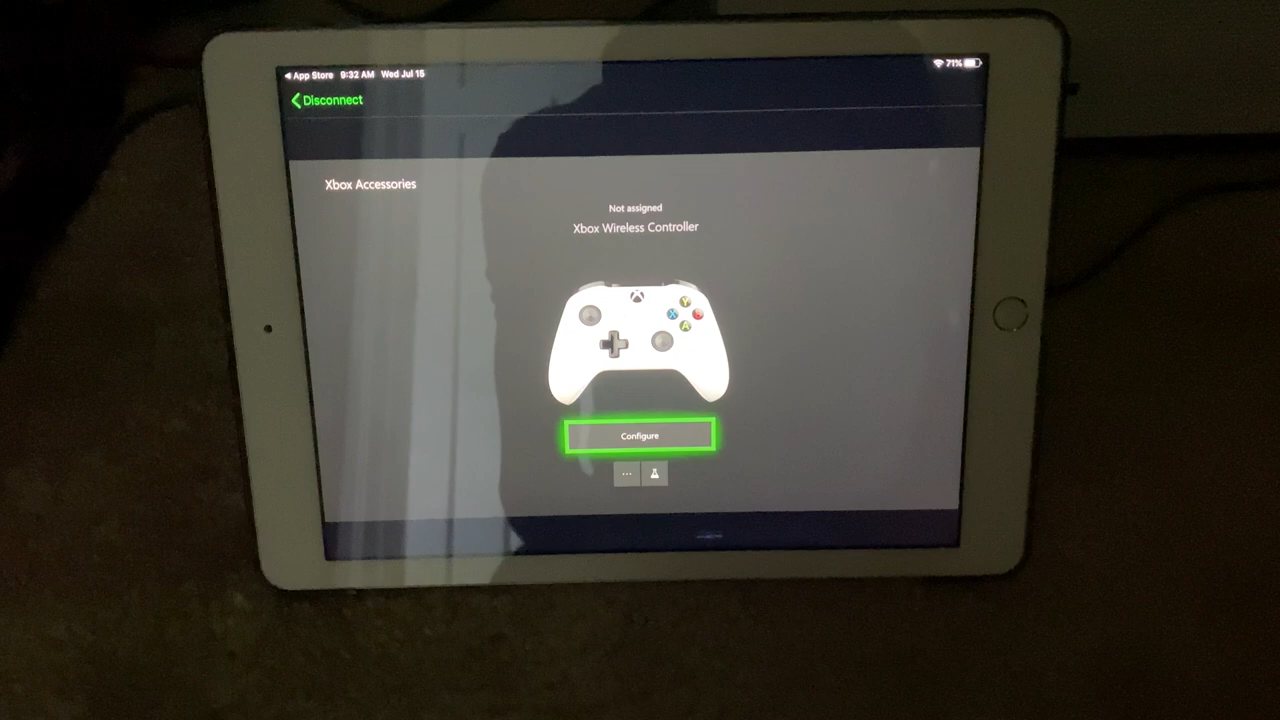 App Store 9:32 AM Wed Jul 15 71%
Disconnect
Xbox Accessories
Not assigned
Xbox Wireless Controller
Y
X B
A
Configure
...